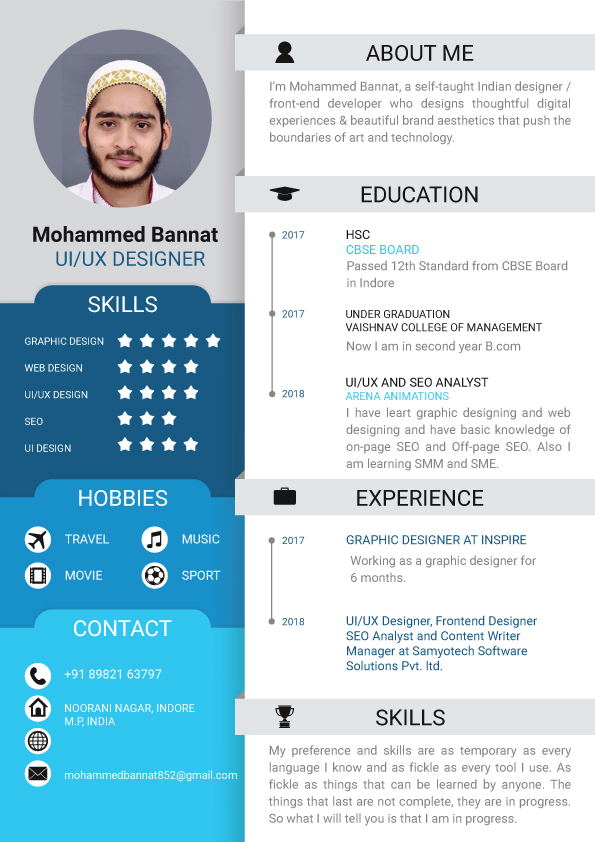 Mohammed Bannat
UI/UX DESIGNER
SKILLS
GRAPHIC DESIGN
WEB DESIGN
UI/UX DESIGN
SEO
UI DESIGN
HOBBIES
TRAVEL
MUSIC
MOVIE
SPORT
CONTACT
+91 89821 63797
NOORANI NAGAR, INDORE
M.P, INDIA
mohammedbannat852@gmail.com
ABOUT ME
I'm Mohammed Bannat, a self-taught Indian designer /
front-end developer who designs thoughtful digital
experiences & beautiful brand aesthetics that push the
boundaries of art and technology.
EDUCATION
2017
HSC
CBSE BOARD
Passed 12th Standard from CBSE Board
in Indore
2017
UNDER GRADUATION
VAISHNAV COLLEGE OF MANAGEMENT
Now I am in second year B.com
2018
UI/UX AND SEO ANALYST
ARENA ANIMATIONS
I have leart graphic designing and web
designing and have basic knowledge of
on-page SEO and Off-page SEO. Also I
am learning SMM and SME.
EXPERIENCE
2017
GRAPHIC DESIGNER AT INSPIRE
Working as a graphic designer for
6 months.
2018
UI/UX Designer, Frontend Designer
SEO Analyst and Content Writer
Manager at Samyotech Software
Solutions Pvt. ltd.
SKILLS
My preference and skills are as temporary as every
language I know and as fickle as every tool I use. As
fickle as things that can be learned by anyone. The
things that last are not complete, they are in progress.
So what I will tell you is that I am in progress.